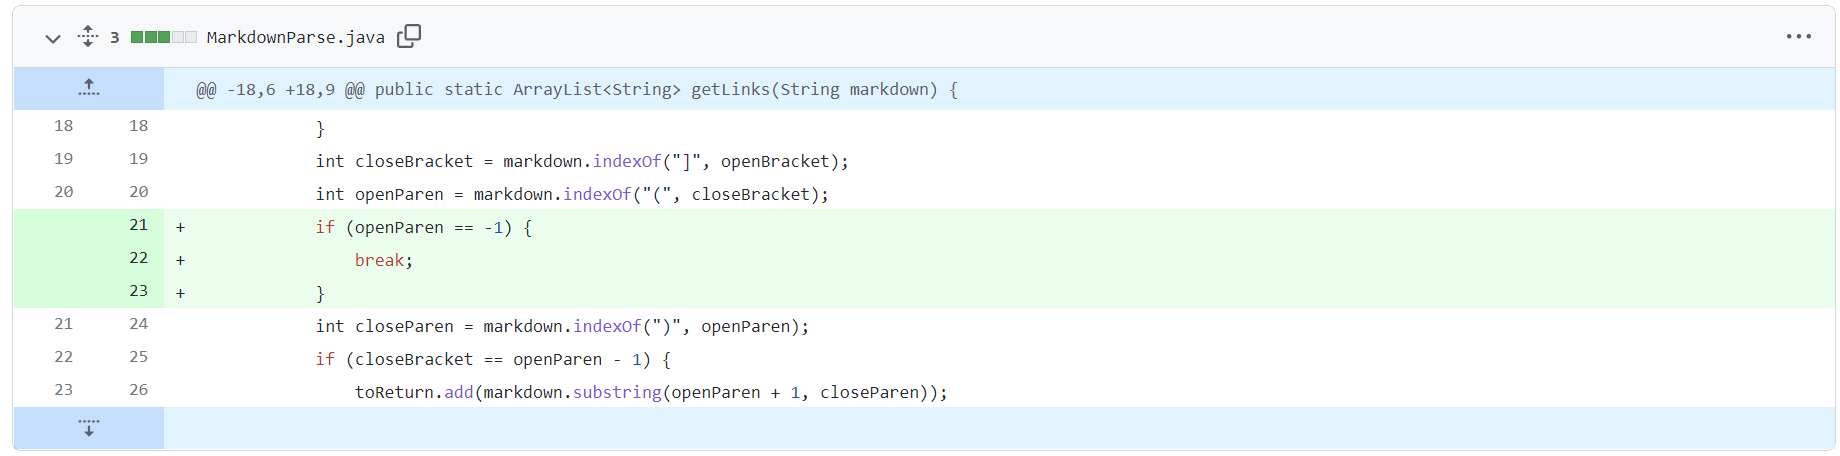 3 MarkdownParse.java
@@ -18,6 +18,9 @@ public static ArrayList<String> getLinks(String markdown) {
18 18 }
19 19 int closeBracket = markdown.indexOf("]", openBracket);
20 20 int openParen = markdown.indexOf("(", closeBracket);
21 + if (openParen == -1) {
22 + break;
23 + }
21 24 int closeParen = markdown.indexOf(")", openParen);
22 25 if (closeBracket == openParen - 1) {
23 26 toReturn.add(markdown.substring(openParen + 1, closeParen));